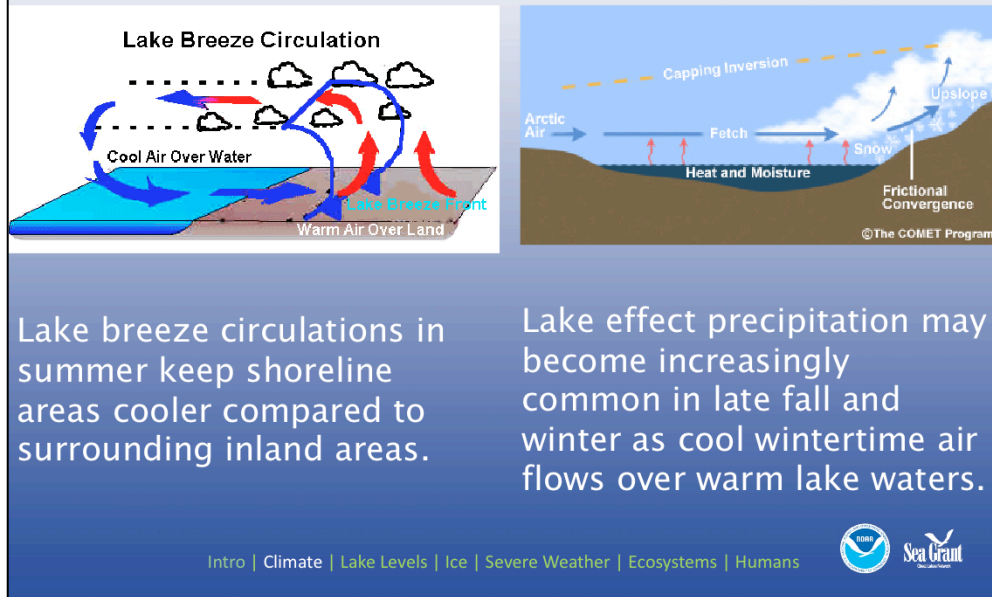 Lake Breeze Circulation
Cool Air Over Water
Lake Breeze Front
Warm Air Over Land
Capping Inversion
Upslope
Arctic
Air
Fetch
Snow
Heat and Moisture
Frictional
Convergence
©The COMET Program
Lake breeze circulations in
summer keep shoreline
areas cooler compared to
surrounding inland areas.
Lake effect precipitation may
become increasingly
common in late fall and
winter as cool wintertime air
flows over warm lake waters.
Intro | Climate | Lake Levels | Ice | Severe Weather | Ecosystems | Humans
NOAA
Sea Grant